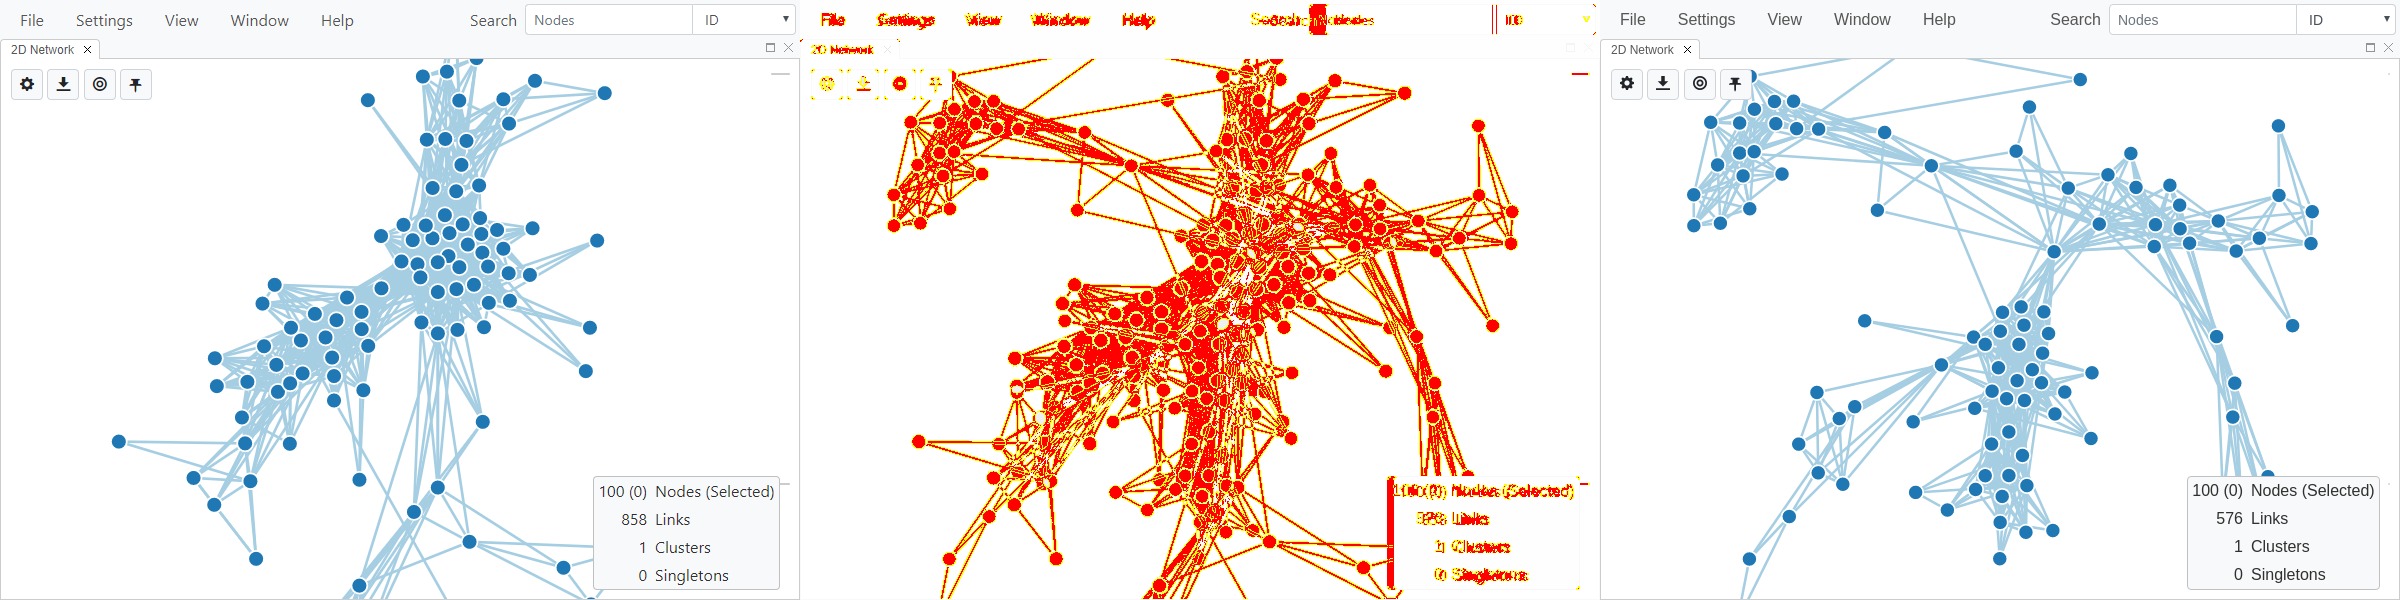 File Settings View Window Help Search Nodes ID
2D Network
100 (0) Nodes (Selected)
858 Links
1 Clusters
0 Singletons
File Settings View Window Help Search Nodes ID
2D Network
100 (0) Nodes (Selected)
Links
Clusters
0 Singletons
File Settings View Window Help Search Nodes ID
2D Network
100 (0) Nodes (Selected)
576 Links
1 Clusters
0 Singletons